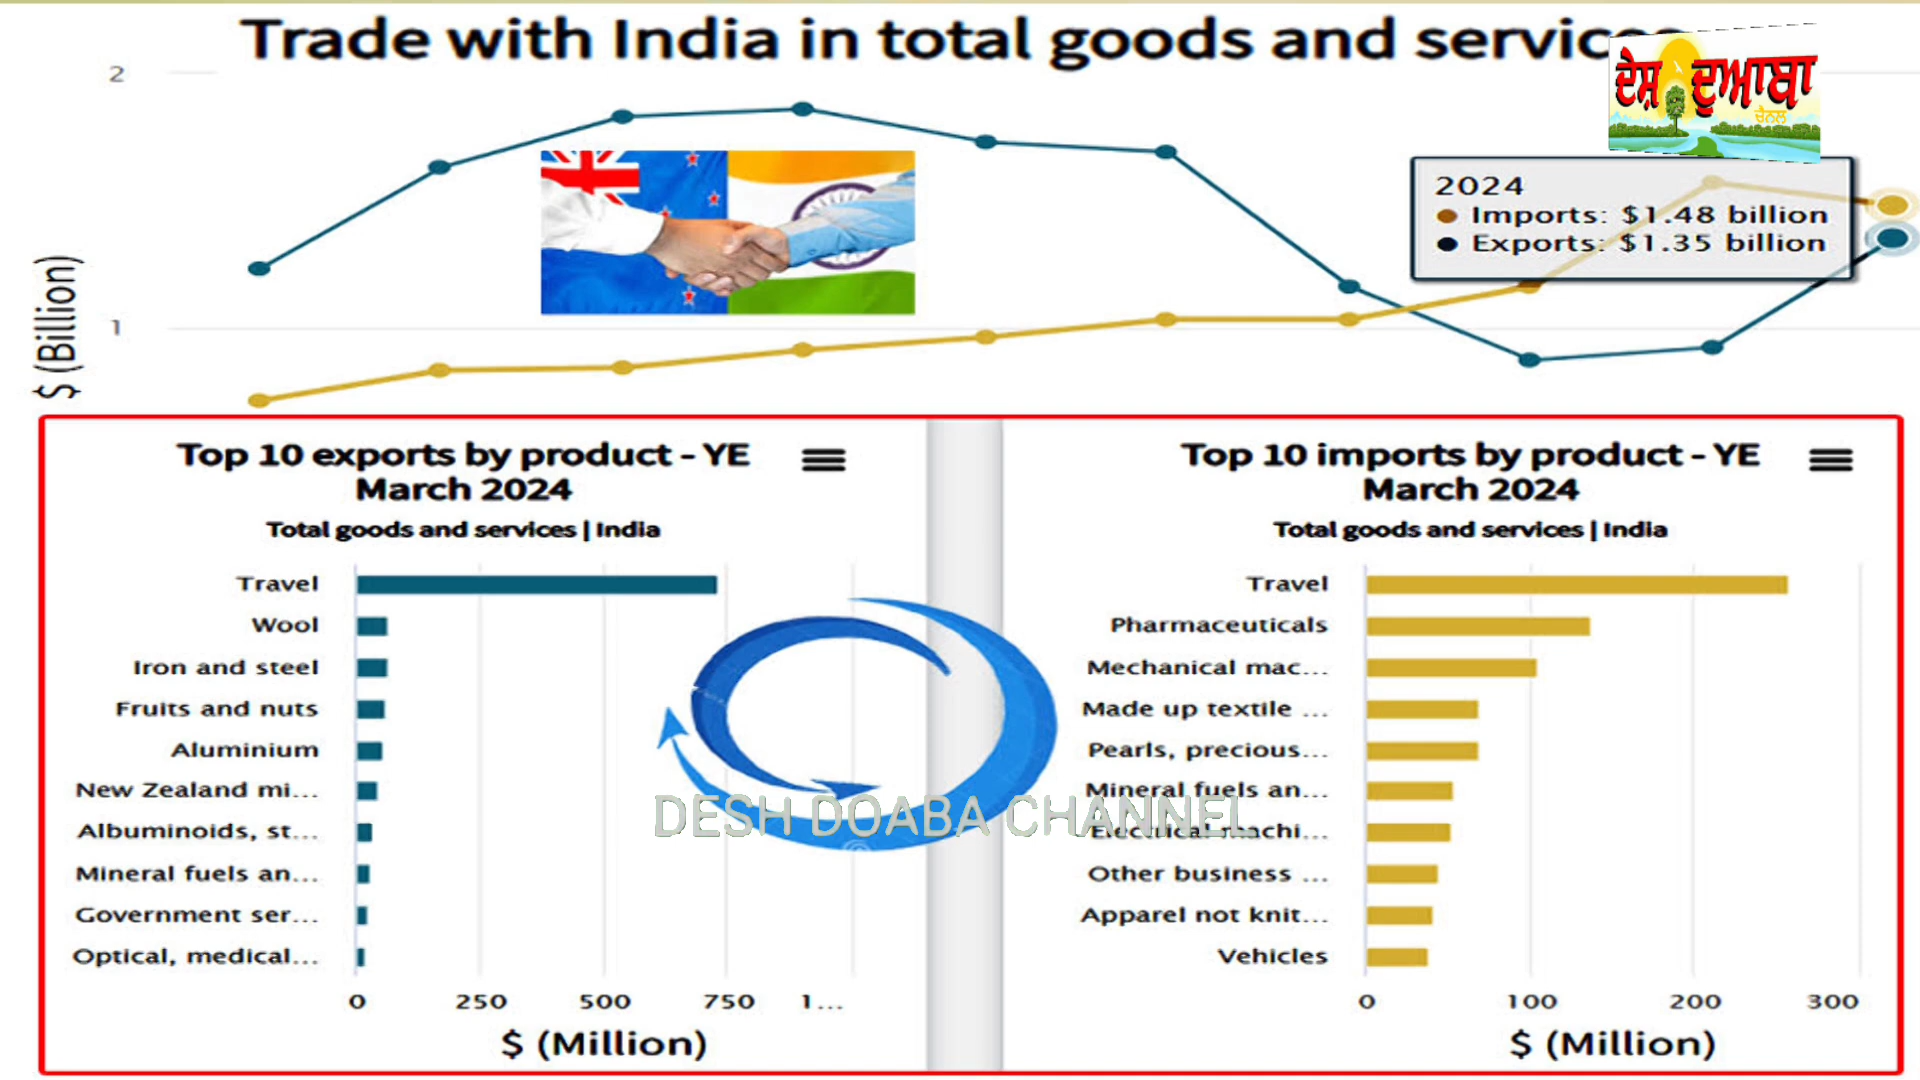 Trade with India in total goods and services
ਦੇਸ਼ ਦੁਆਬਾ
ਚੈਨਲ
2
1
$ (Billion)
2024
Imports: $1.48 billion
Exports: $1.35 billion
Top 10 exports by product - YE
March 2024
Total goods and services | India
Travel
Wool
Iron and steel
Fruits and nuts
Aluminium
New Zealand mi...
Albuminoids, st...
Mineral fuels an...
Government ser...
Optical, medical...
0 250 500 750 1...
$ (Million)
Top 10 imports by product - YE
March 2024
Total goods and services | India
Travel
Pharmaceuticals
Mechanical mac...
Made up textile ...
Pearls, precious...
Mineral fuels an...
Electrical machi...
Other business ...
Apparel not knit...
Vehicles
0 100 200 300
$ (Million)
DESH DOABA CHANNEL